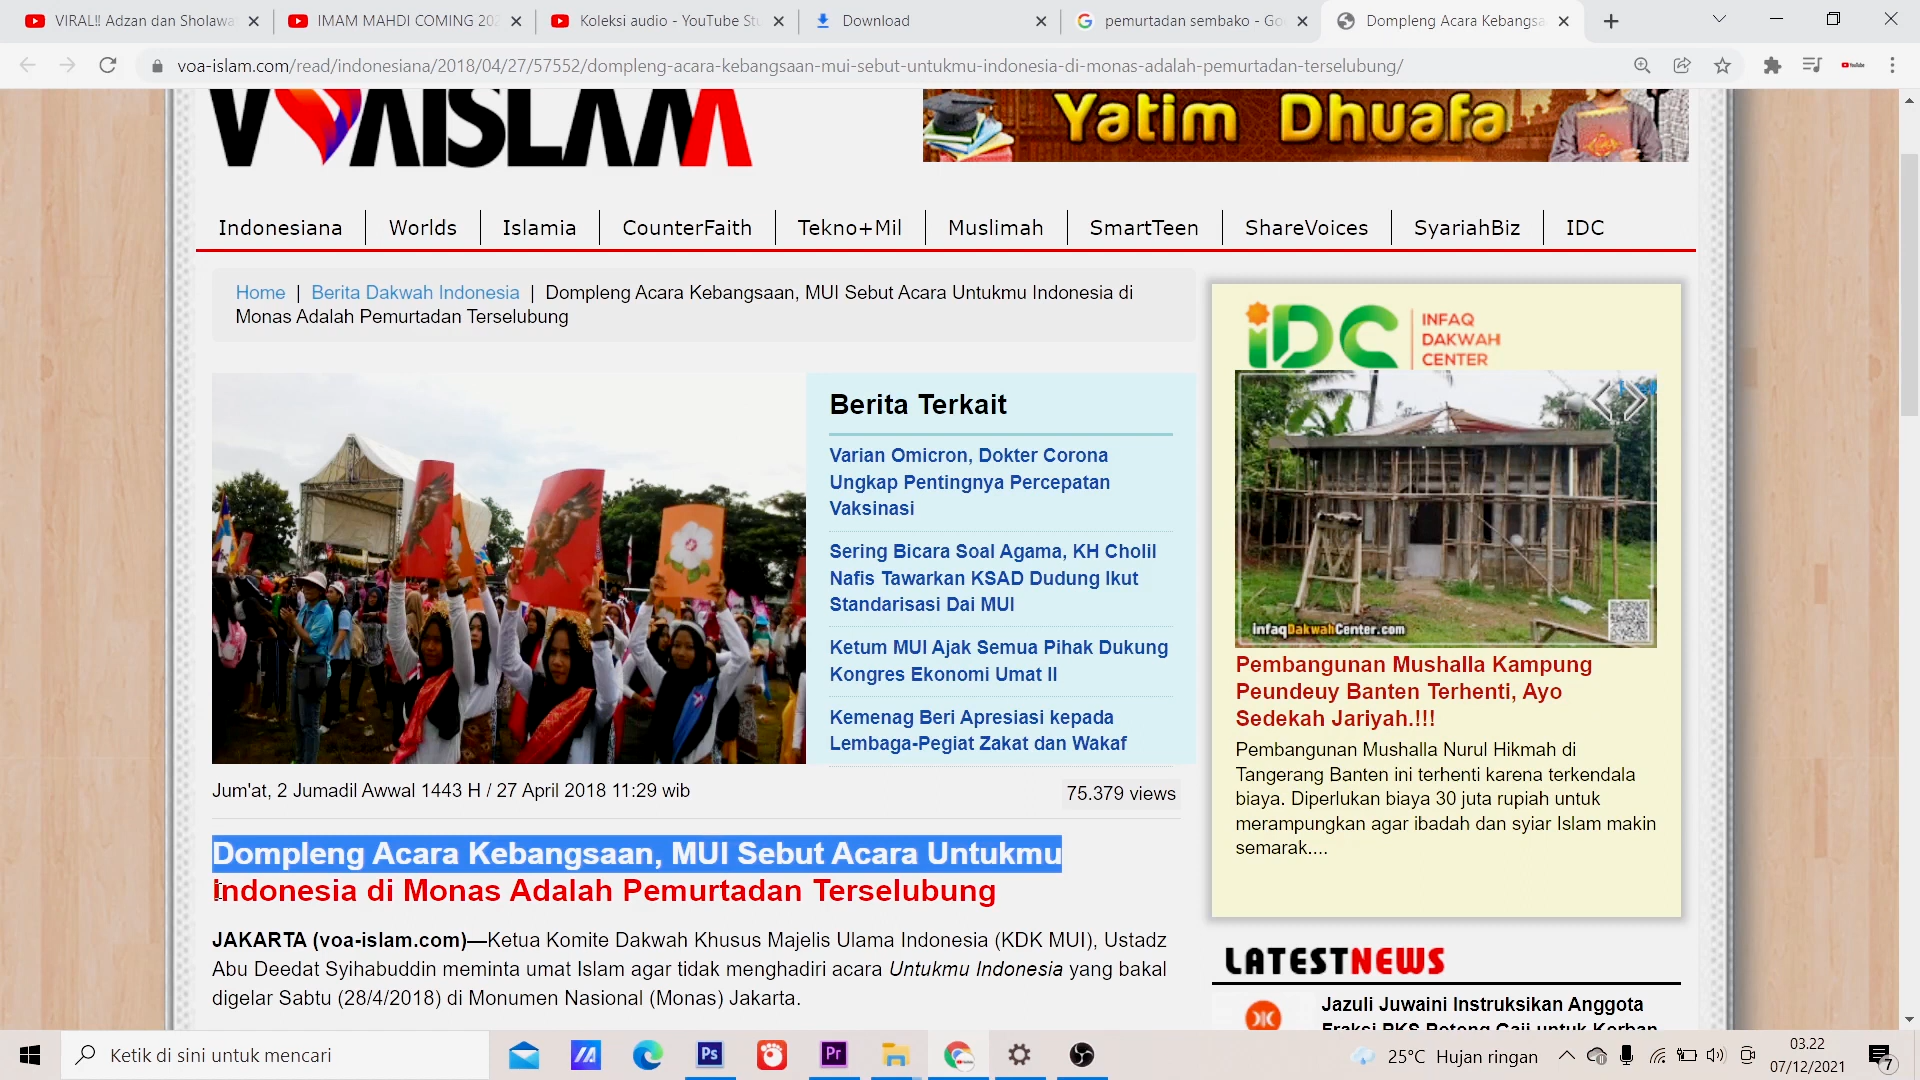 VIRAL!! Adzan dan Sholawa
IMAM MAHDI COMING 202
Koleksi audio - YouTube Stu
Download
pemurtadan sembako - Go
Dompleng Acara Kebangsa
voa-islam.com/read/indonesiana/2018/04/27/57552/dompleng-acara-kebangsaan-mui-sebut-untukmu-indonesia-di-monas-adalah-pemurtadan-terselubung/
VOAISLAM
Yatim Dhuafa
Indonesiana
Worlds
Islamia
CounterFaith
Tekno+Mil
Muslimah
SmartTeen
ShareVoices
SyariahBiz
IDC
Home | Berita Dakwah Indonesia | Dompleng Acara Kebangsaan, MUI Sebut Acara Untukmu Indonesia di
Monas Adalah Pemurtadan Terselubung
Berita Terkait
Varian Omicron, Dokter Corona
Ungkap Pentingnya Percepatan
Vaksinasi
Sering Bicara Soal Agama, KH Cholil
Nafis Tawarkan KSAD Dudung Ikut
Standarisasi Dai MUI
Ketum MUI Ajak Semua Pihak Dukung
Kongres Ekonomi Umat II
Kemenag Beri Apresiasi kepada
Lembaga-Pegiat Zakat dan Wakaf
Jum'at, 2 Jumadil Awwal 1443 H / 27 April 2018 11:29 wib
75.379 views
Dompleng Acara Kebangsaan, MUI Sebut Acara Untukmu
Indonesia di Monas Adalah Pemurtadan Terselubung
JAKARTA (voa-islam.com)—Ketua Komite Dakwah Khusus Majelis Ulama Indonesia (KDK MUI), Ustadz
Abu Deedat Syihabuddin meminta umat Islam agar tidak menghadiri acara Untukmu Indonesia yang bakal
digelar Sabtu (28/4/2018) di Monumen Nasional (Monas) Jakarta.
iDC
INFAQ
DAKWAH
CENTER
infaqDakwahCenter.com
Pembangunan Mushalla Kampung
Peundeuy Banten Terhenti, Ayo
Sedekah Jariyah.!!!
Pembangunan Mushalla Nurul Hikmah di
Tangerang Banten ini terhenti karena terkendala
biaya. Diperlukan biaya 30 juta rupiah untuk
merampungkan agar ibadah dan syiar Islam makin
semarak....
LATESTNEWS
Jazuli Juwaini Instruksikan Anggota
Fraksi PKS Potong Gaji untuk Korban
Ketik di sini untuk mencari
Ps
Pr
25°C Hujan ringan
03.22
07/12/2021
7